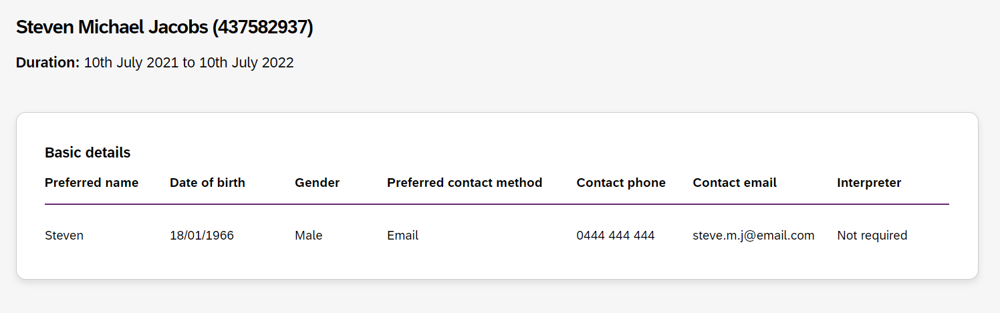 Steven Michael Jacobs (437582937)
Duration: 10th July 2021 to 10th July 2022
Basic details
Preferred name Date of birth Gender Preferred contact method Contact phone Contact email Interpreter
Steven 18/01/1966 Male Email 0444 444 444 steve.m.j@email.com Not required